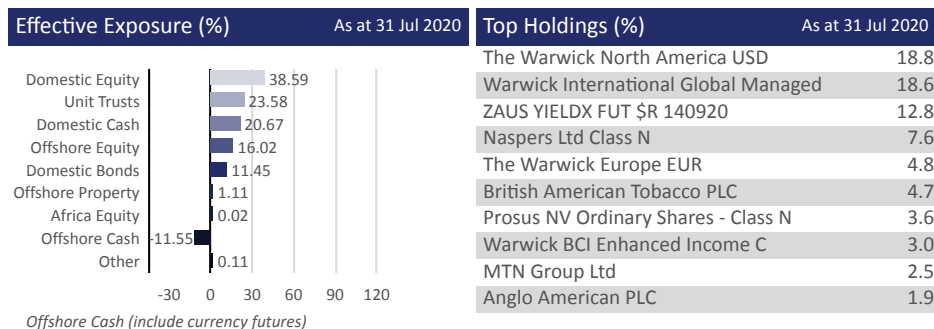 Effective Exposure (%) As at 31 Jul 2020
Domestic Equity 38.59
Unit Trusts 23.58
Domestic Cash 20.67
Offshore Equity 16.02
Domestic Bonds 11.45
Offshore Property 1.11
Africa Equity 0.02
Offshore Cash -11.55
Other 0.11
-30 0 30 60 90 120
Offshore Cash (include currency futures)
Top Holdings (%) As at 31 Jul 2020
The Warwick North America USD 18.8
Warwick International Global Managed 18.6
ZAUS YIELDX FUT $R 140920 12.8
Naspers Ltd Class N 7.6
The Warwick Europe EUR 4.8
British American Tobacco PLC 4.7
Prosus NV Ordinary Shares - Class N 3.6
Warwick BCI Enhanced Income C 3.0
MTN Group Ltd 2.5
Anglo American PLC 1.9